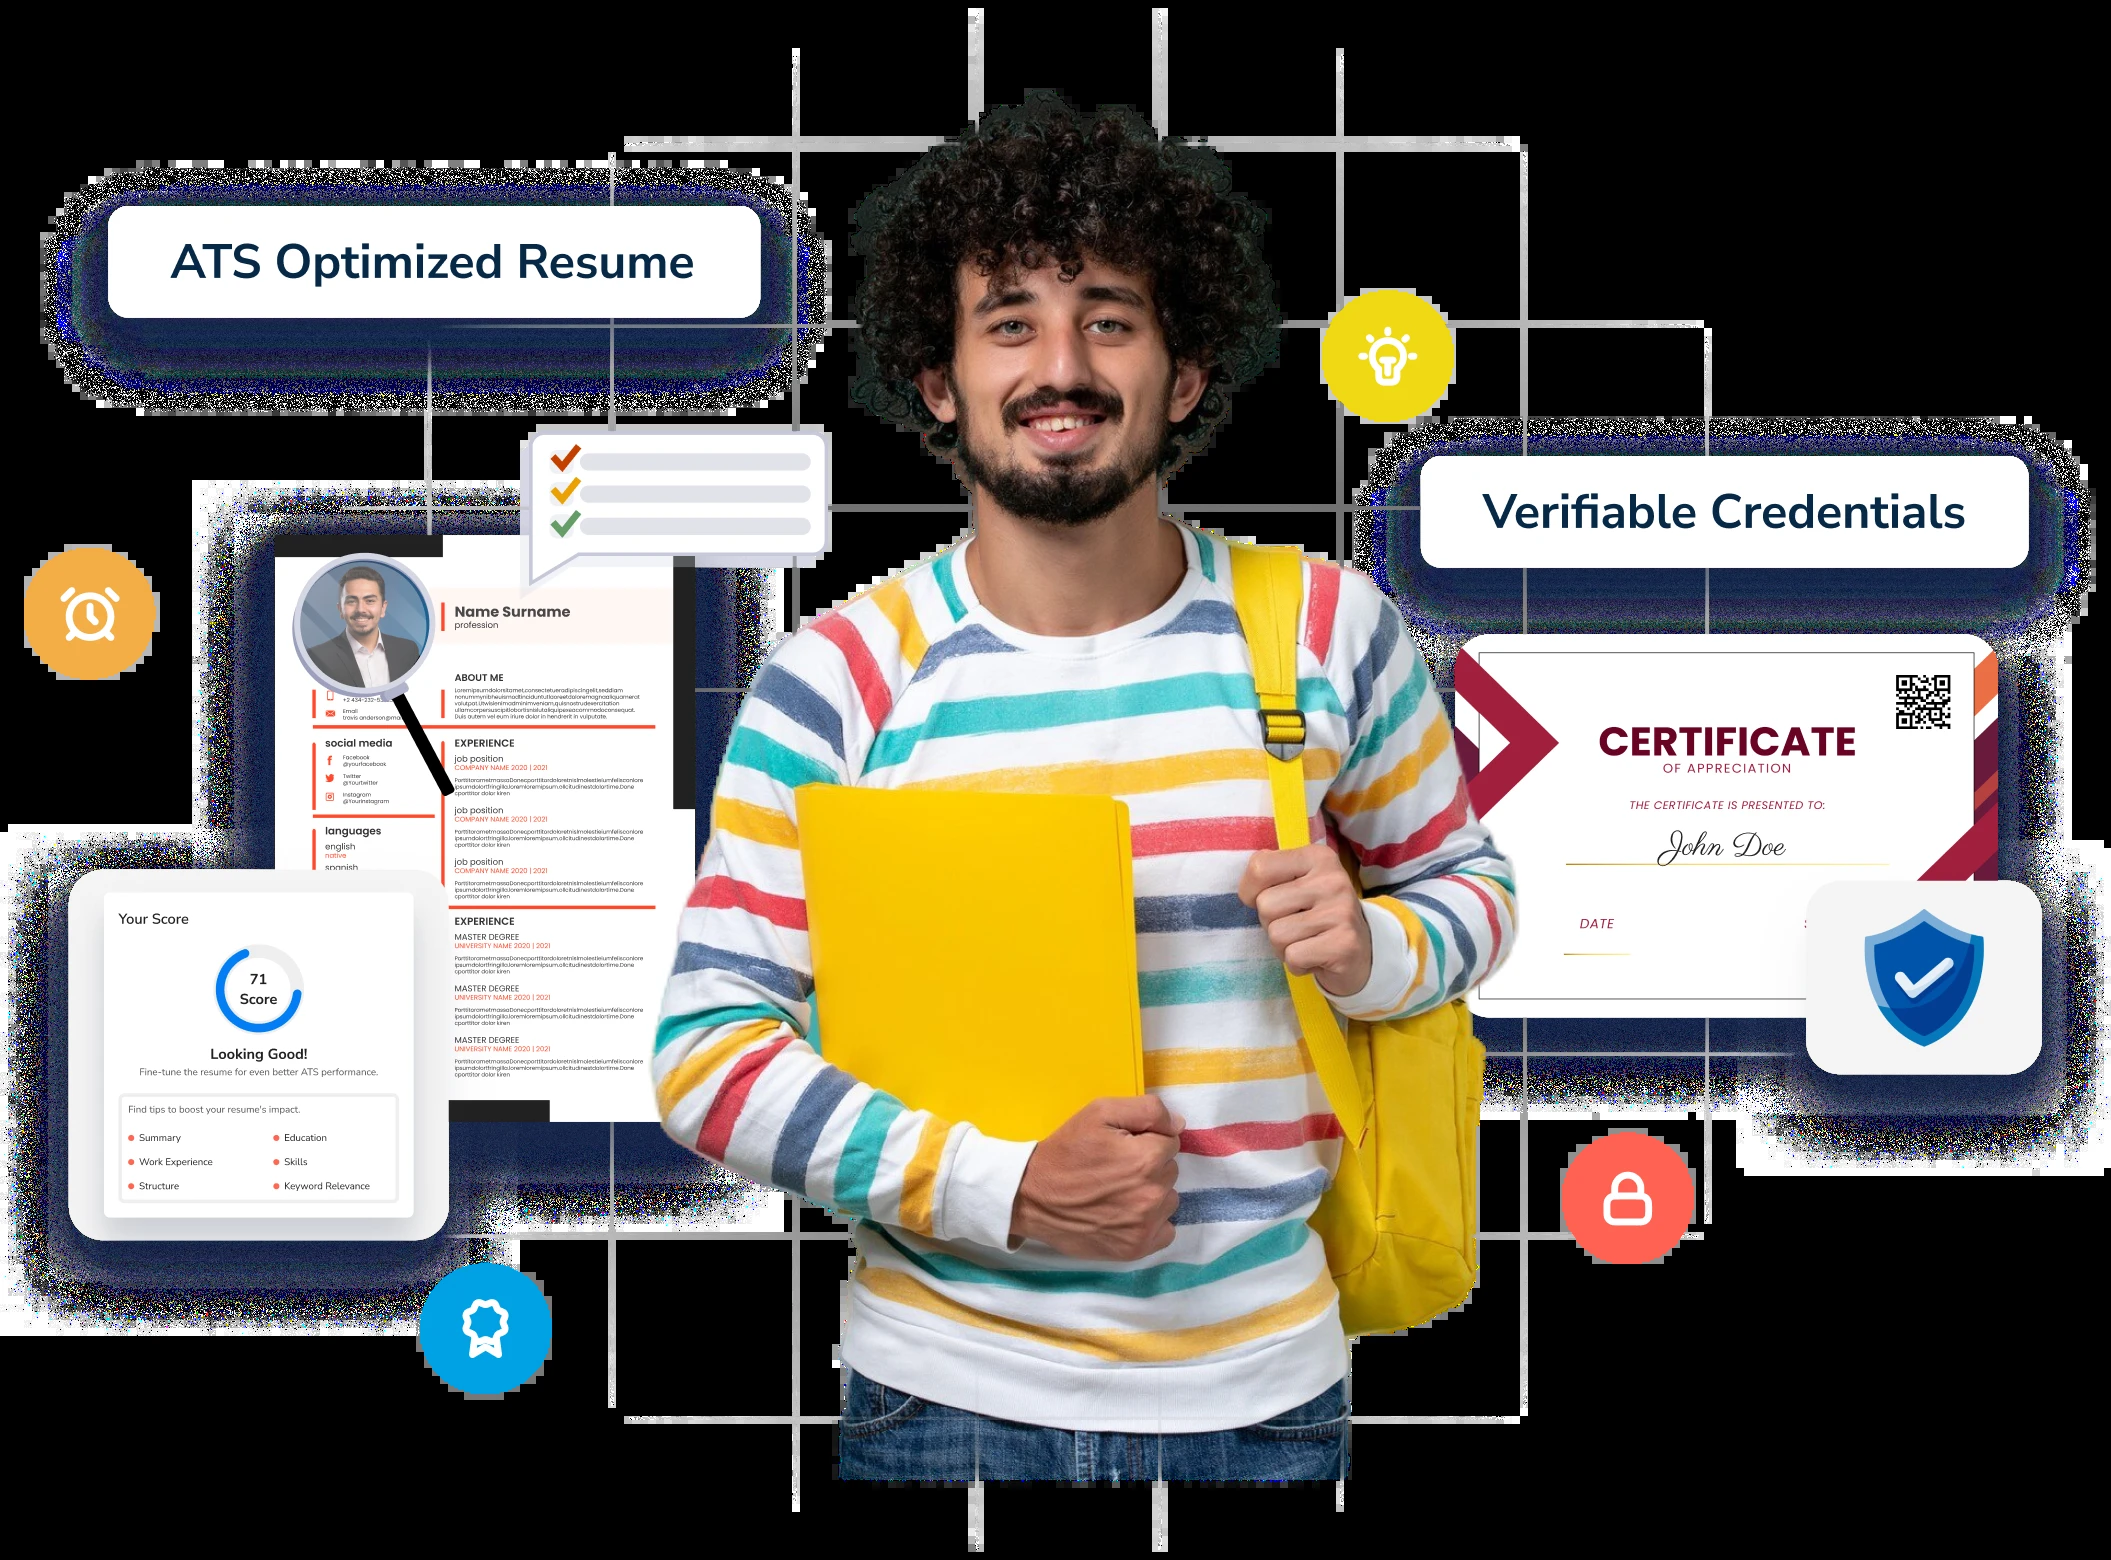 ATS Optimized Resume
Name Surname
profession
ABOUT ME
Email
social media
Facebook
@yourfacebook
Twitter
@Yourtwitter
Instagram
@Yourinstagram
languages
english
native
spanish
EXPERIENCE
job position
COMPANY NAME 2020 | 2021
job position
COMPANY NAME 2020 | 2021
job position
COMPANY NAME 2020 | 2021
EXPERIENCE
MASTER DEGREE
UNIVERSITY NAME 2020 | 2021
MASTER DEGREE
UNIVERSITY NAME 2020 | 2021
MASTER DEGREE
UNIVERSITY NAME 2020 | 2021
Your Score
71
Score
Looking Good!
Fine-tune the resume for even better ATS performance.
Find tips to boost your resume's impact.
Summary
Education
Work Experience
Skills
Structure
Keyword Relevance
Verifiable Credentials
CERTIFICATE
OF APPRECIATION
THE CERTIFICATE IS PRESENTED TO:
John Doe
DATE